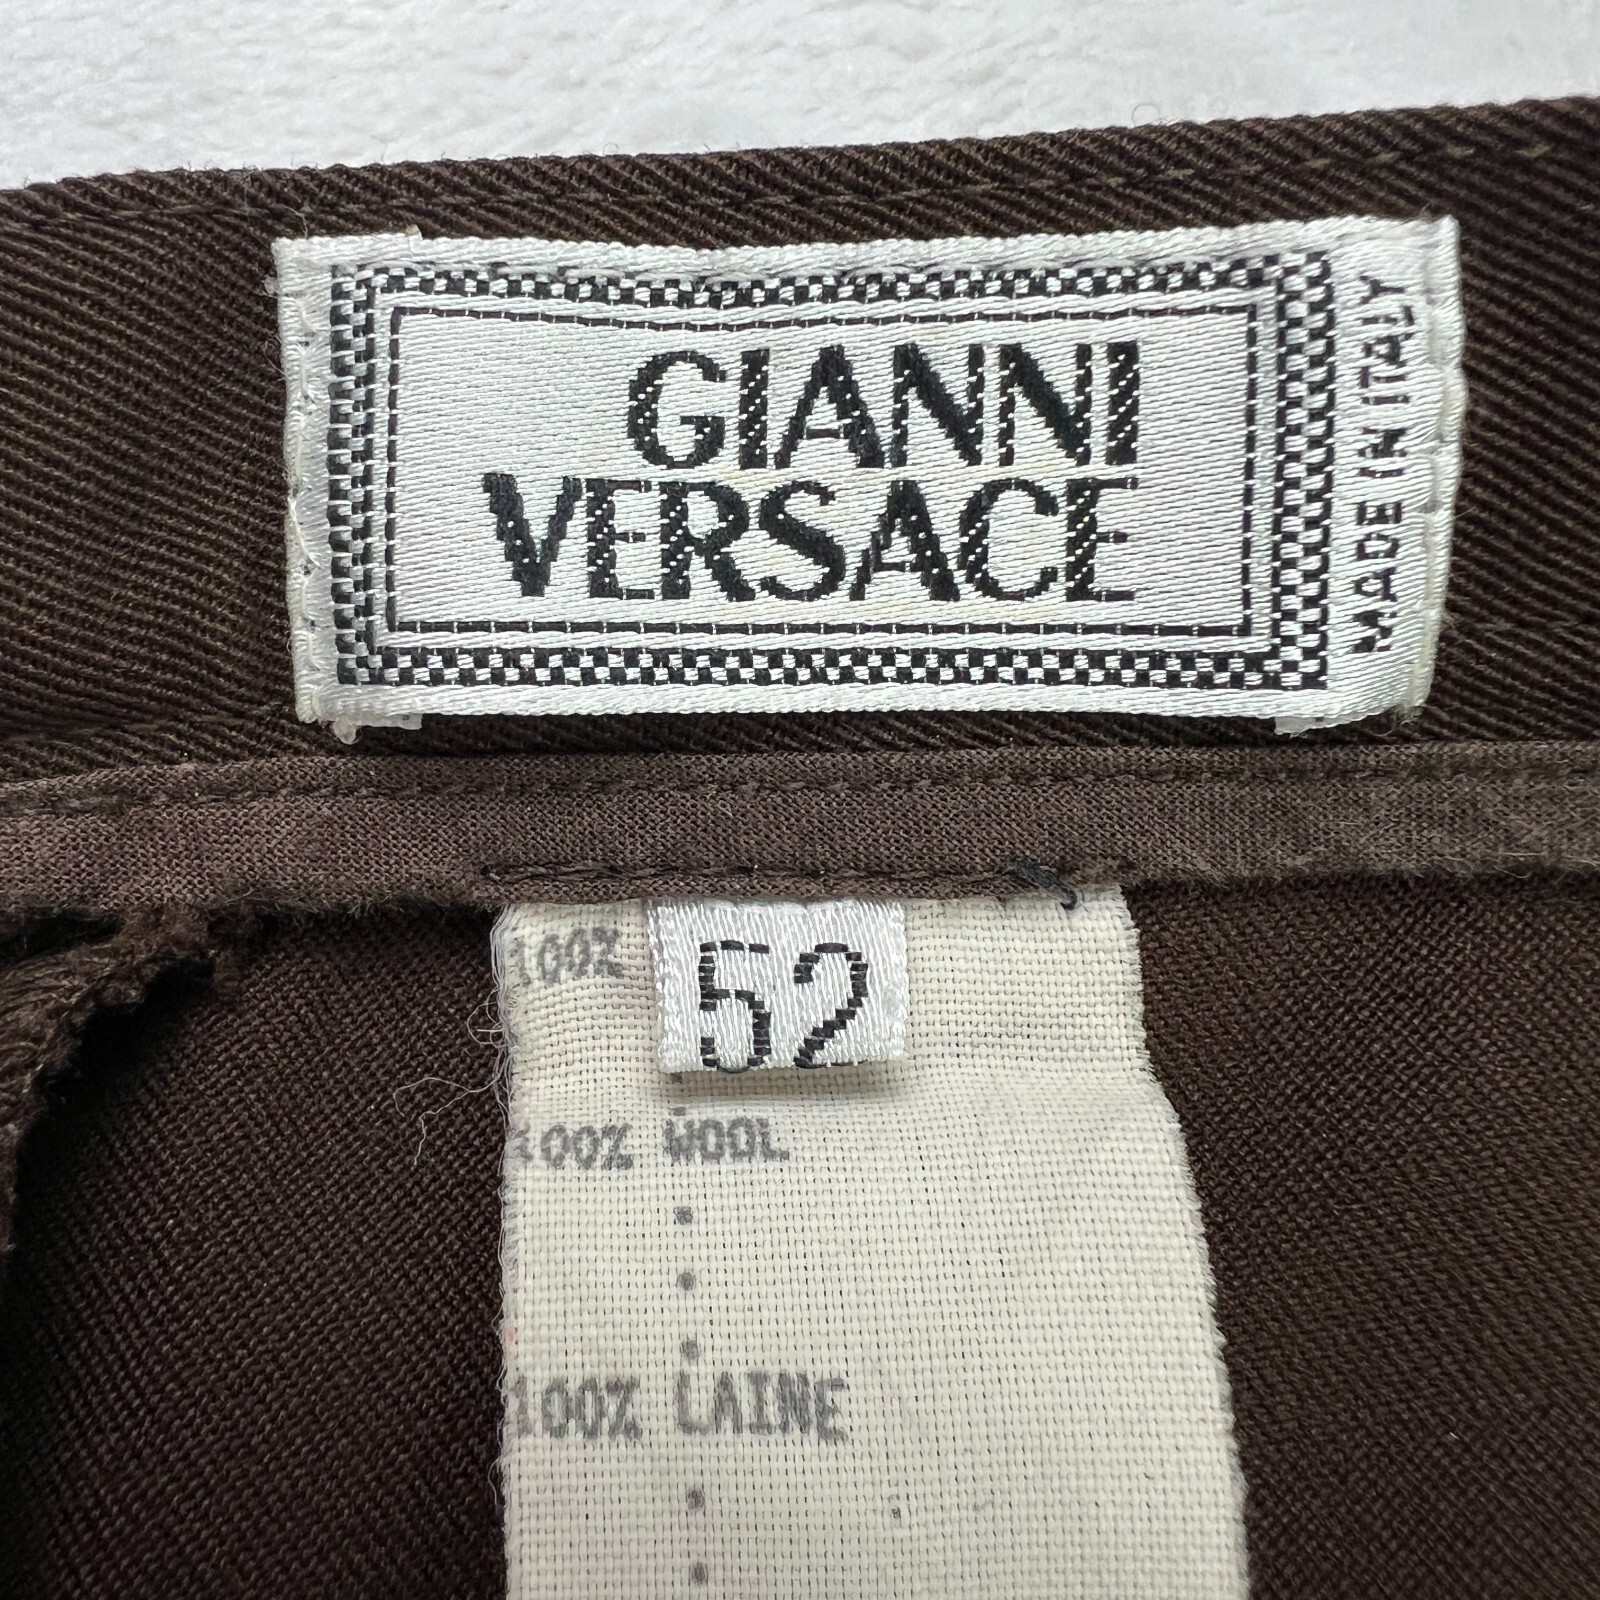 GIANNI
VERSACE
MADE IN ITALY
100%
52
100% WOOL
100% LAINE